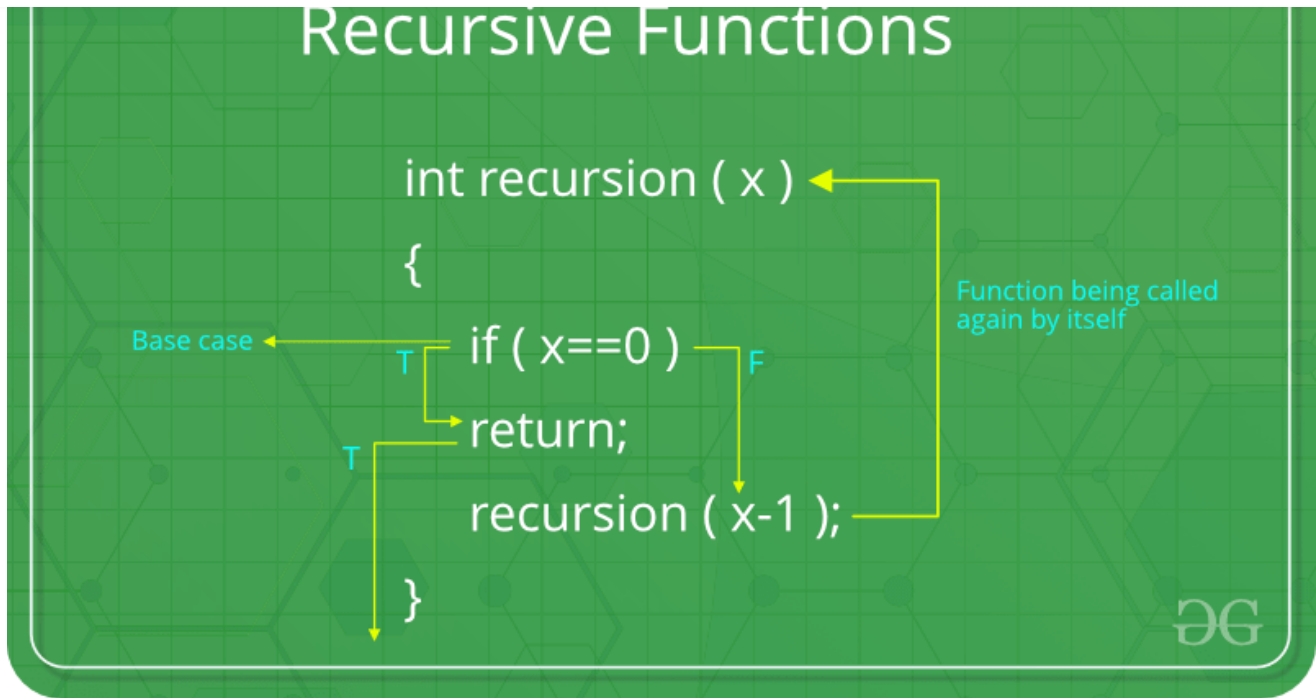 Recursive Functions
int recursion ( x )
{
Function being called
again by itself
Base case
if ( x==0 )
T
F
return;
T
recursion ( x-1 );
}
GG